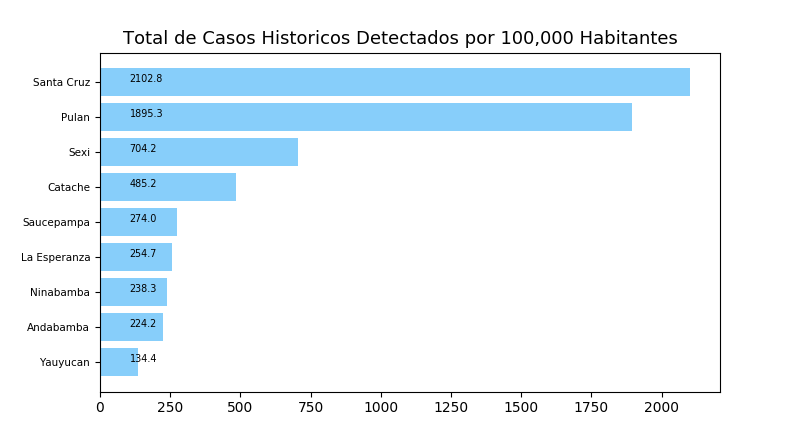 Total de Casos Historicos Detectados por 100,000 Habitantes
Santa Cruz 2102.8
Pulan 1895.3
Sexi 704.2
Catache 485.2
Saucepampa 274.0
La Esperanza 254.7
Ninabamba 238.3
Andabamba 224.2
Yauyucan 134.4
0 250 500 750 1000 1250 1500 1750 2000